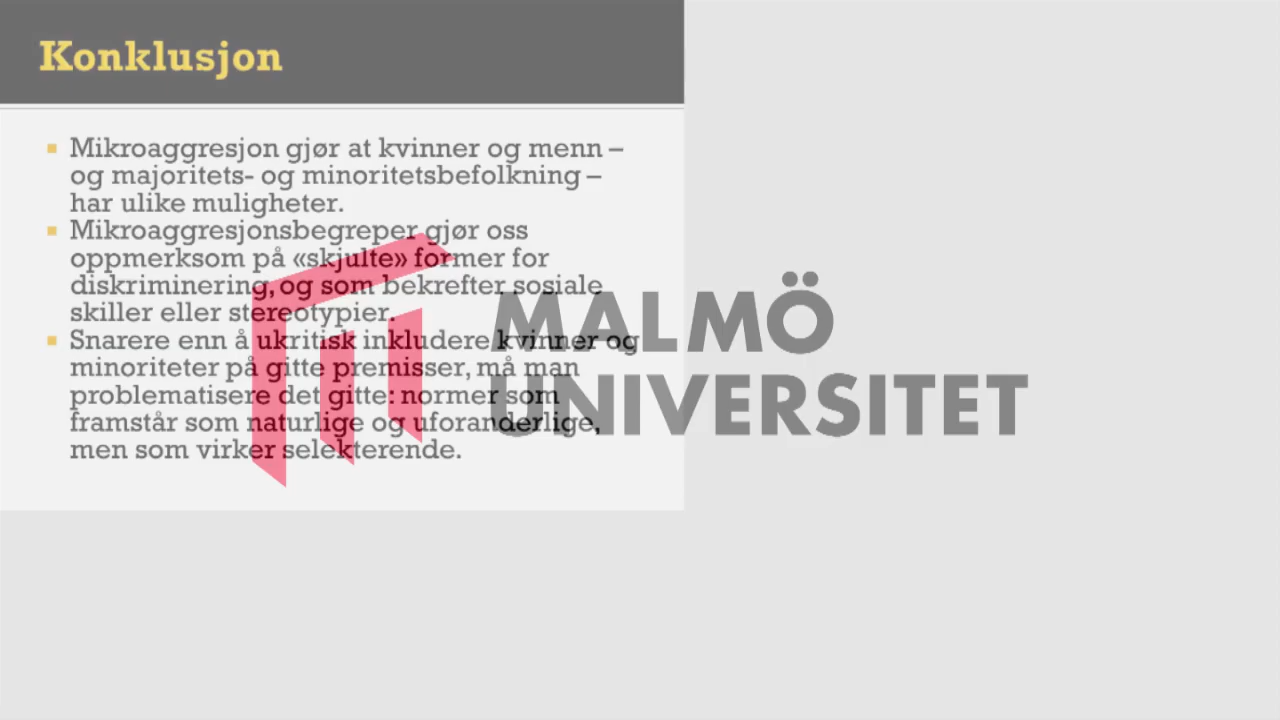 Konklusjon
Mikroaggresjon gjør at kvinner og menn –
og majoritets- og minoritetsbefolkning –
har ulike muligheter.
Mikroaggresjonsbegreper gjør oss
oppmerksom på «skjulte» former for
diskriminering, og som bekrefter sosiale
skiller eller stereotypier.
Snarere enn å ukritisk inkludere kvinner og
minoriteter på gitte premisser, må man
problematisere det gitte: normer som
framstår som naturlige og uforanderlige,
men som virker selekterende.
MALMÖ
UNIVERSITET